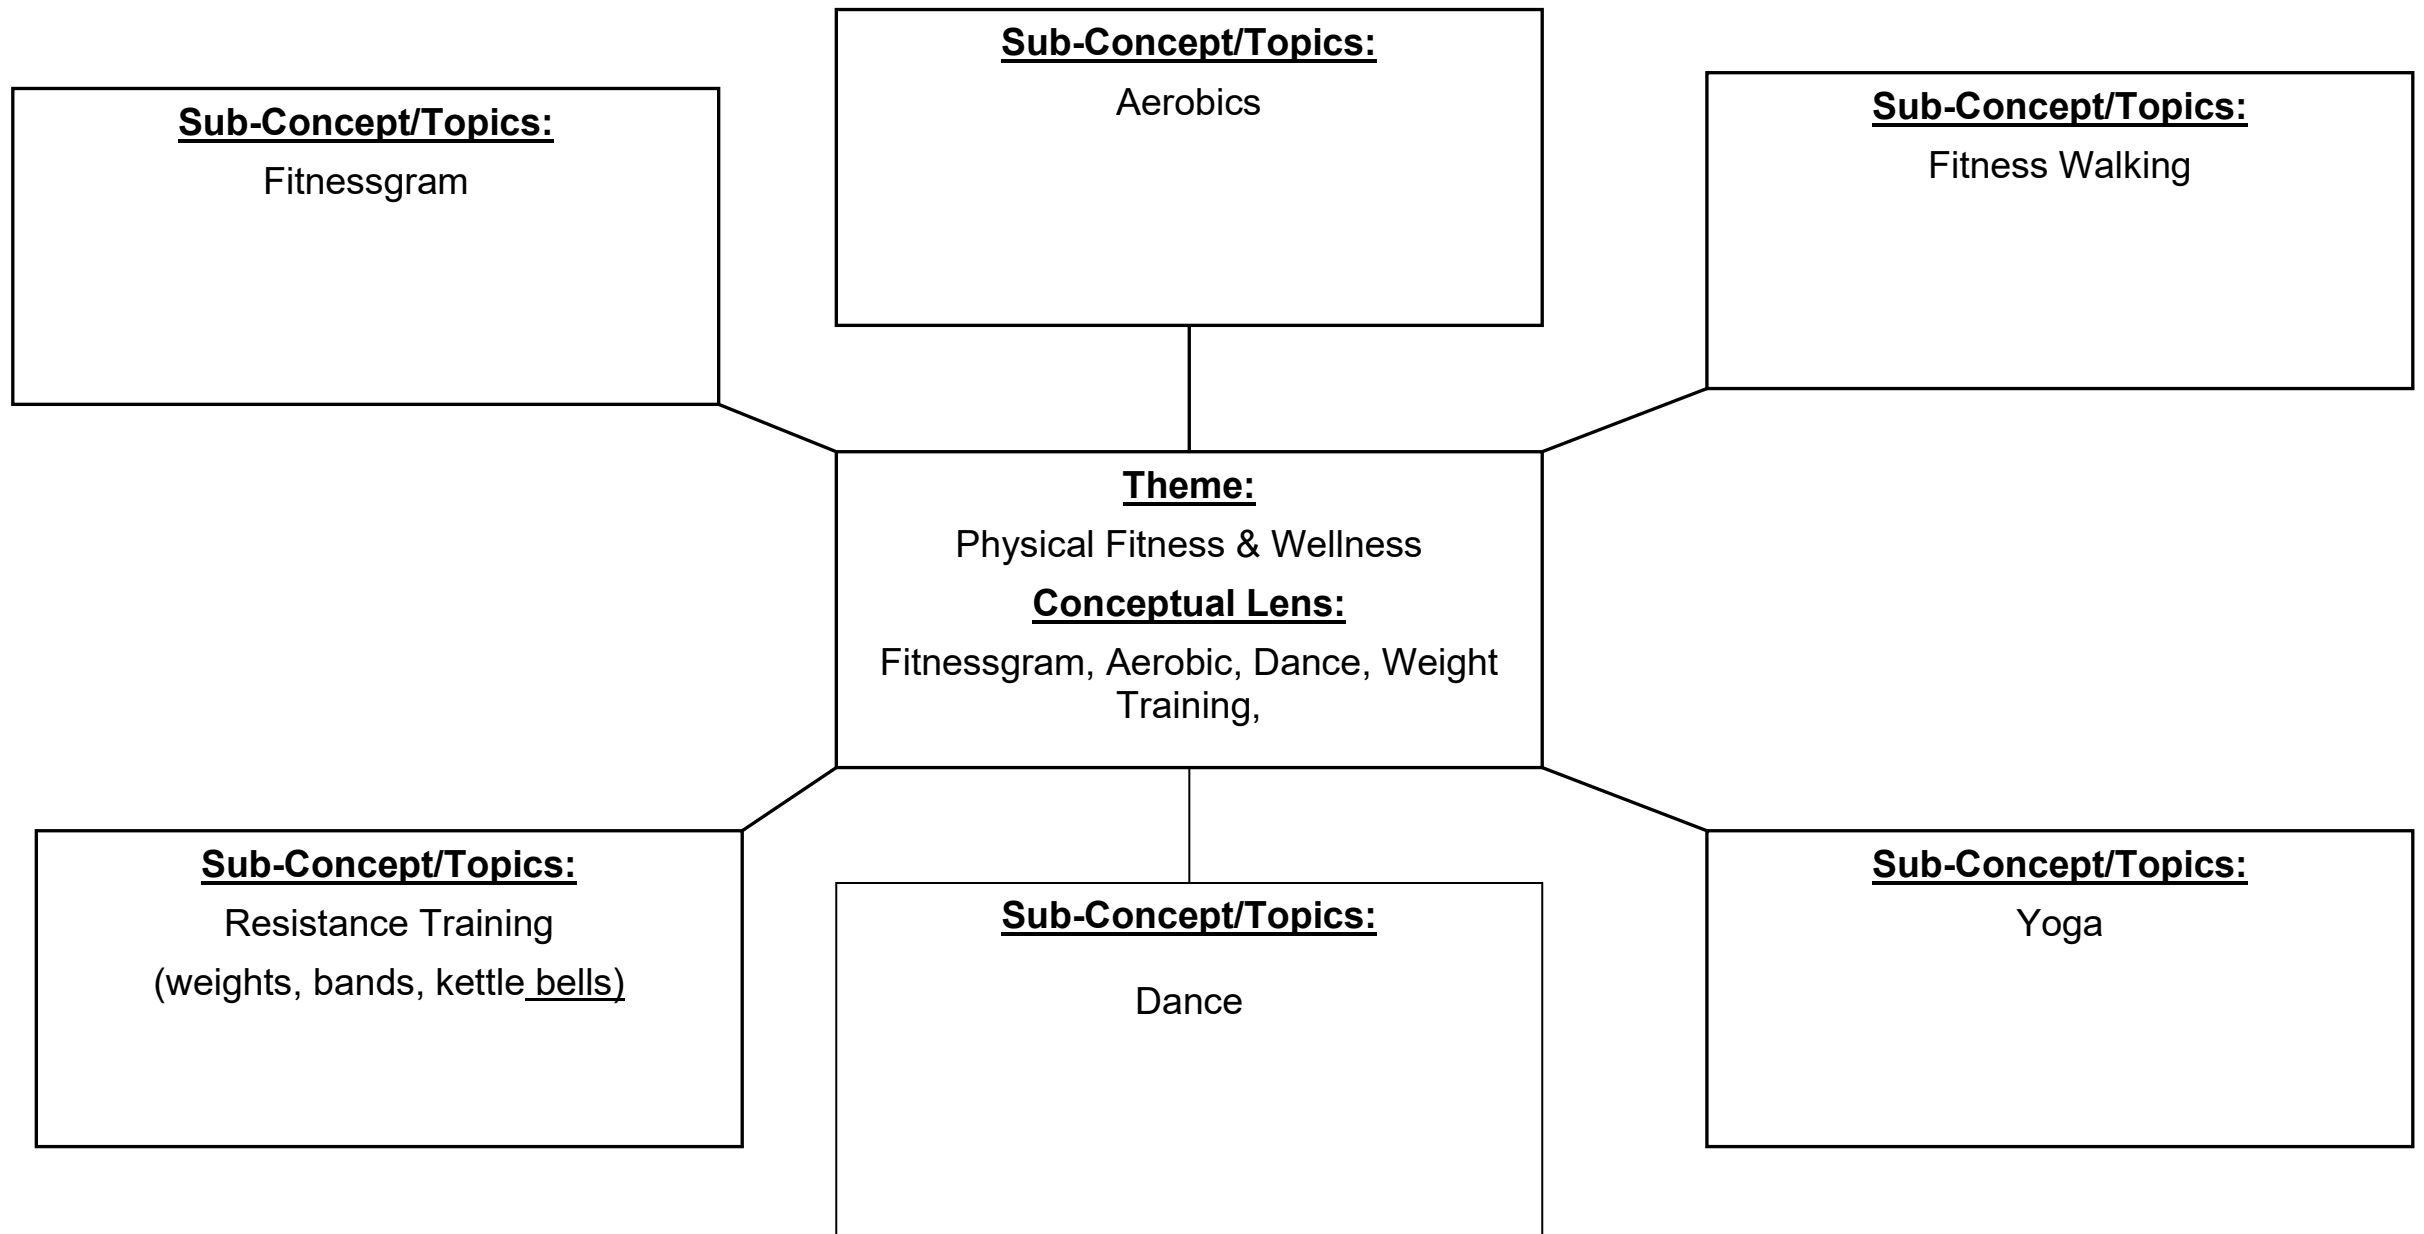 Sub-Concept/Topics:
Fitnessgram
Sub-Concept/Topics:
Aerobics
Sub-Concept/Topics:
Fitness Walking
Theme:
Physical Fitness & Wellness
Conceptual Lens:
Fitnessgram, Aerobic, Dance, Weight
Training,
Sub-Concept/Topics:
Resistance Training
(weights, bands, kettle bells)
Sub-Concept/Topics:
Dance
Sub-Concept/Topics:
Yoga